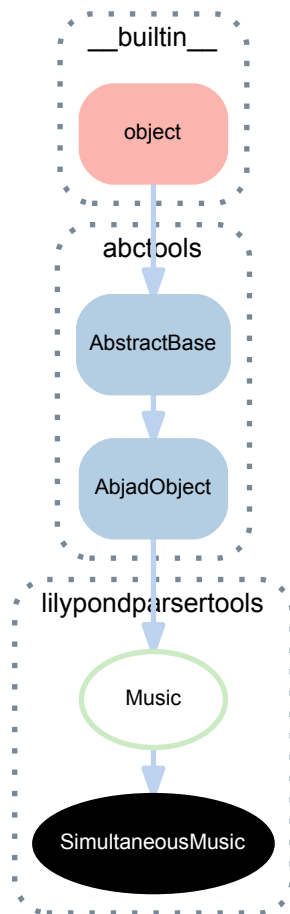 __builtin__
object
abctools
AbstractBase
AbjadObject
lilypondparsertools
Music
SimultaneousMusic